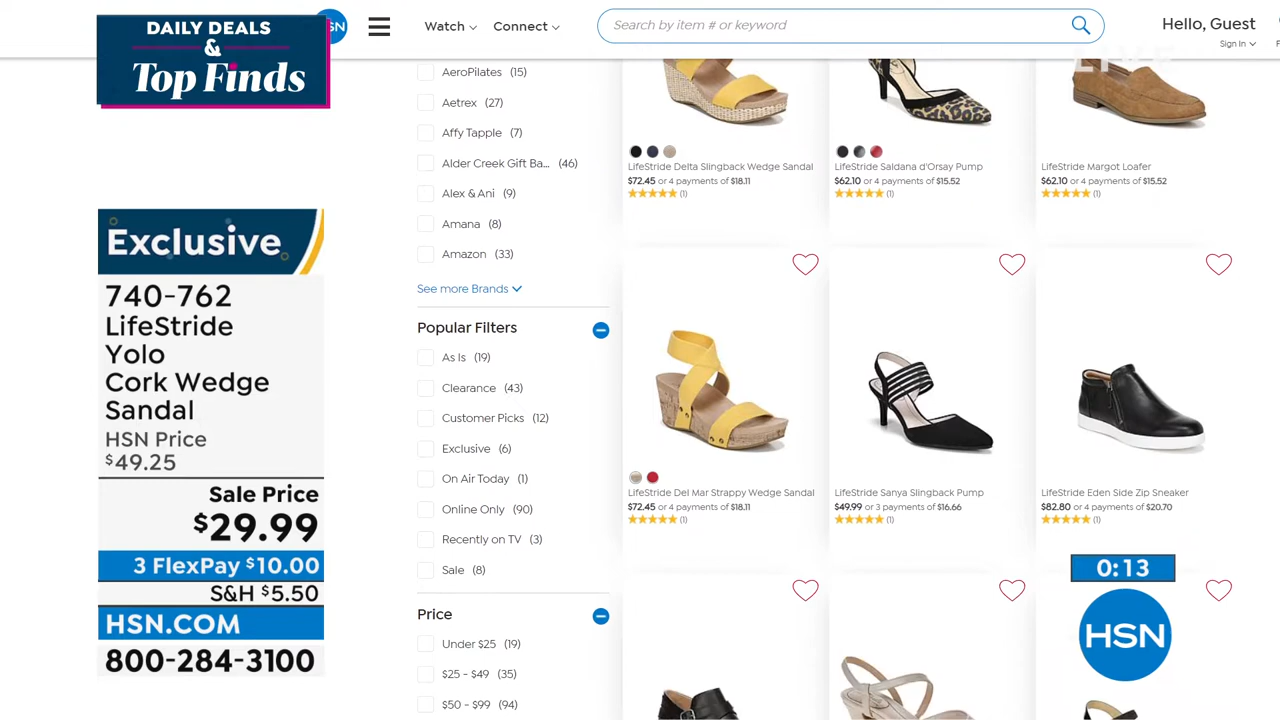 DAILY DEALS
&
Top Finds
SN
Watch
Connect
Search by item # or keyword
Hello, Guest
Sign In
LIVE
AeroPilates (15)
Aetrex (27)
Affy Tapple (7)
Alder Creek Gift Ba... (46)
Alex & Ani (9)
Amana (8)
Amazon (33)
See more Brands
Popular Filters
As Is (19)
Clearance (43)
Customer Picks (12)
Exclusive (6)
On Air Today (1)
Online Only (90)
Recently on TV (3)
Sale (8)
Price
Under $25 (19)
$25 - $49 (35)
$50 - $99 (94)
LifeStride Delta Slingback Wedge Sandal
$72.45 or 4 payments of $18.11
(1)
LifeStride Saldana d'Orsay Pump
$62.10 or 4 payments of $15.52
(1)
LifeStride Margot Loafer
$62.10 or 4 payments of $15.52
(1)
LifeStride Del Mar Strappy Wedge Sandal
$72.45 or 4 payments of $18.11
(1)
LifeStride Sanya Slingback Pump
$49.99 or 3 payments of $16.66
(1)
LifeStride Eden Side Zip Sneaker
$82.80 or 4 payments of $20.70
(1)
Exclusive
740-762
LifeStride
Yolo
Cork Wedge
Sandal
HSN Price
$49.25
Sale Price
$29.99
3 FlexPay $10.00
S&H $5.50
HSN.COM
800-284-3100
0:13
HSN